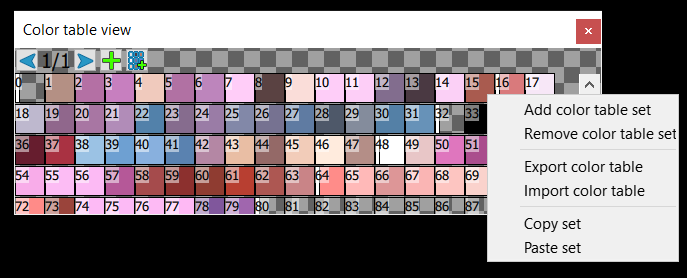 Color table view
1/1
0 1 2 3 4 5 6 7 8 9 10 11 12 13 14 15 16 17
18 19 20 21 22 23 24 25 26 27 28 29 30 31 32 33
36 37 38 39 40 41 42 43 44 45 46 47 48 49 50 51
54 55 56 57 58 59 60 61 62 63 64 65 66 67 68 69
72 73 74 75 76 77 78 79 80 81 82 83 84 85 86 87
Add color table set
Remove color table set
Export color table
Import color table
Copy set
Paste set